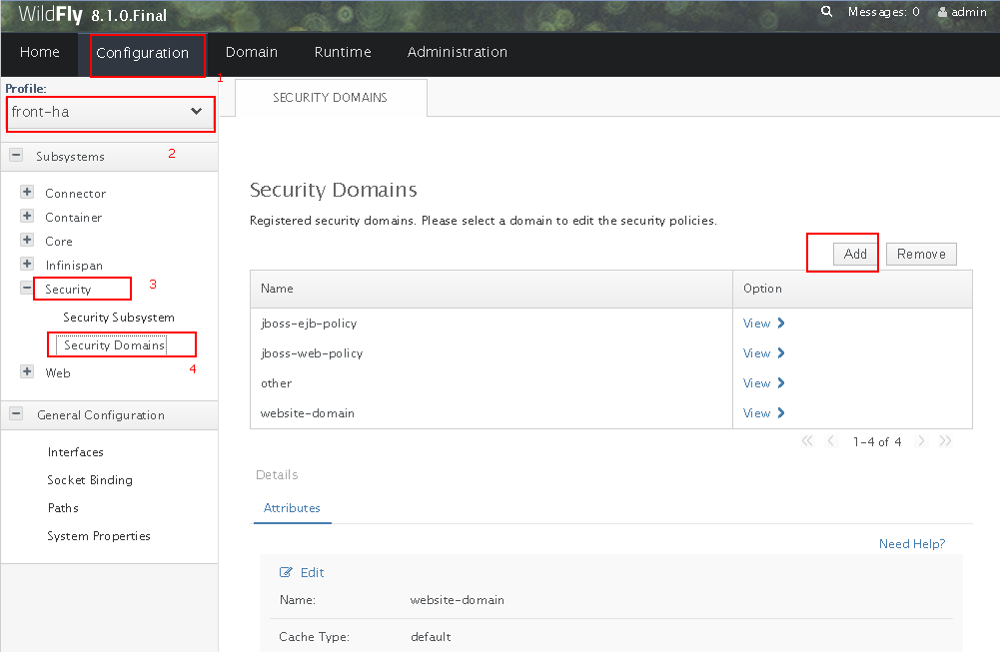 WildFly 8.1.0.Final
Messages: 0 admin
Home Configuration Domain Runtime Administration
1
Profile:
front-ha
SECURITY DOMAINS
Subsystems 2
Connector
Container
Core
Infinispan
Security 3
Security Subsystem
Security Domains
4
Web
General Configuration
Interfaces
Socket Binding
Paths
System Properties
Security Domains
Registered security domains. Please select a domain to edit the security policies.
Add Remove
Name Option
jboss-ejb-policy View
jboss-web-policy View
other View
website-domain View
1-4 of 4
Details
Attributes
Need Help?
Edit
Name: website-domain
Cache Type: default